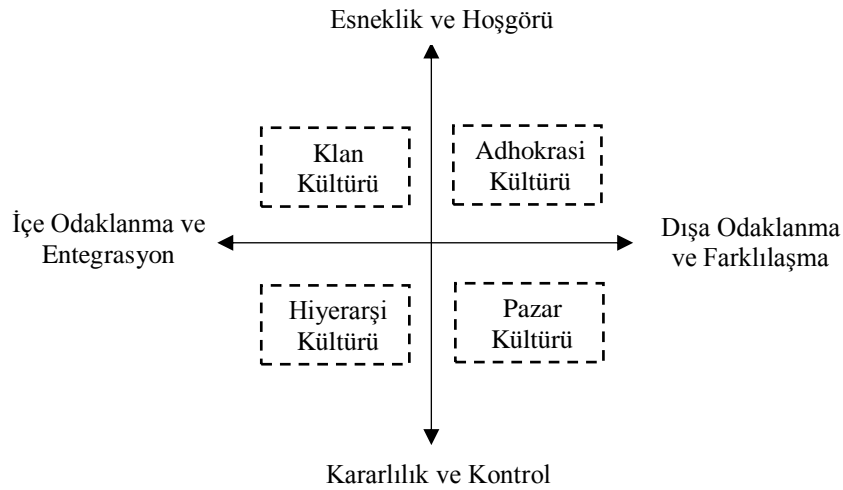 Esneklik ve Hoşgörü
Klan
Kültürü
Adhokrasi
Kültürü
İçe Odaklanma ve
Entegrasyon
Dışa Odaklanma
ve Farklılaşma
Hiyerarşi
Kültürü
Pazar
Kültürü
Kararlılık ve Kontrol